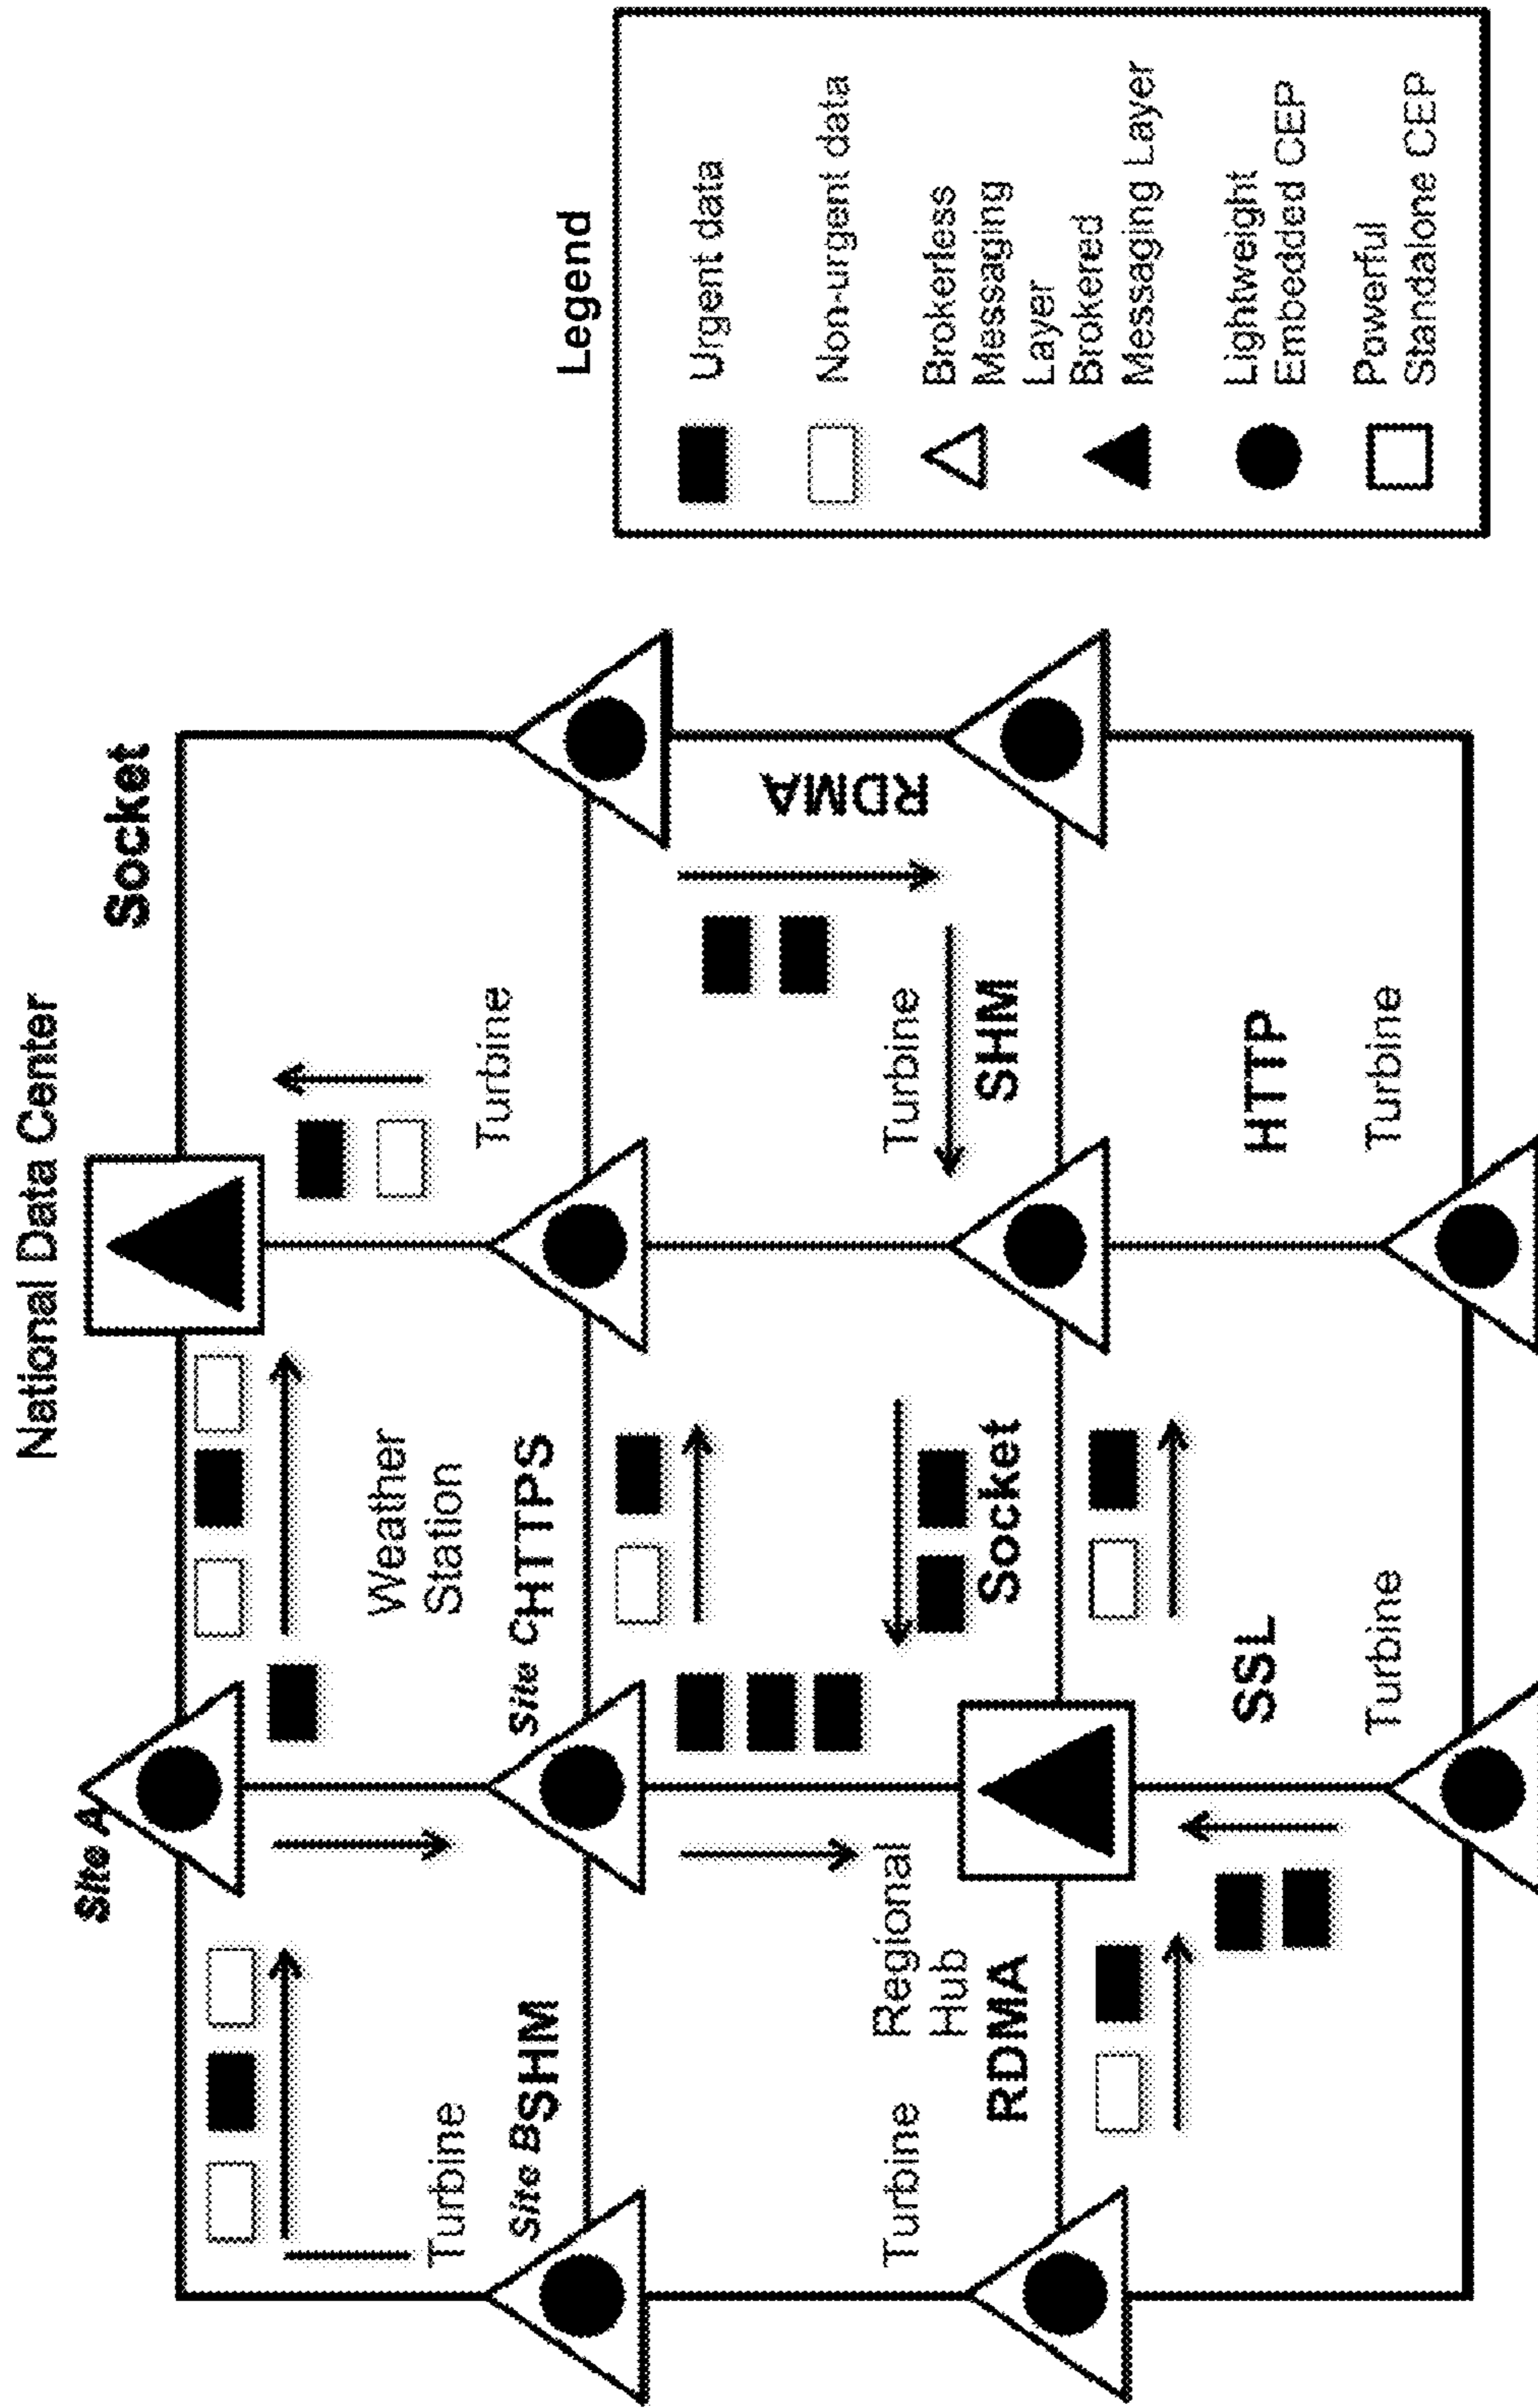 National Data Center
Socket
Site A
Weather
Station
Turbine
Turbine
Site B
SHM
Site C
HTTPS
RDMA
Turbine
Regional
Hub
Turbine
RDMA
Socket
SHM
SSL
HTTP
Turbine
Turbine
Legend
Urgent data
Non-urgent data
Brokerless
Messaging
Layer
Brokered
Messaging Layer
Lightweight
Embedded CEP
Powerful
Standalone CEP